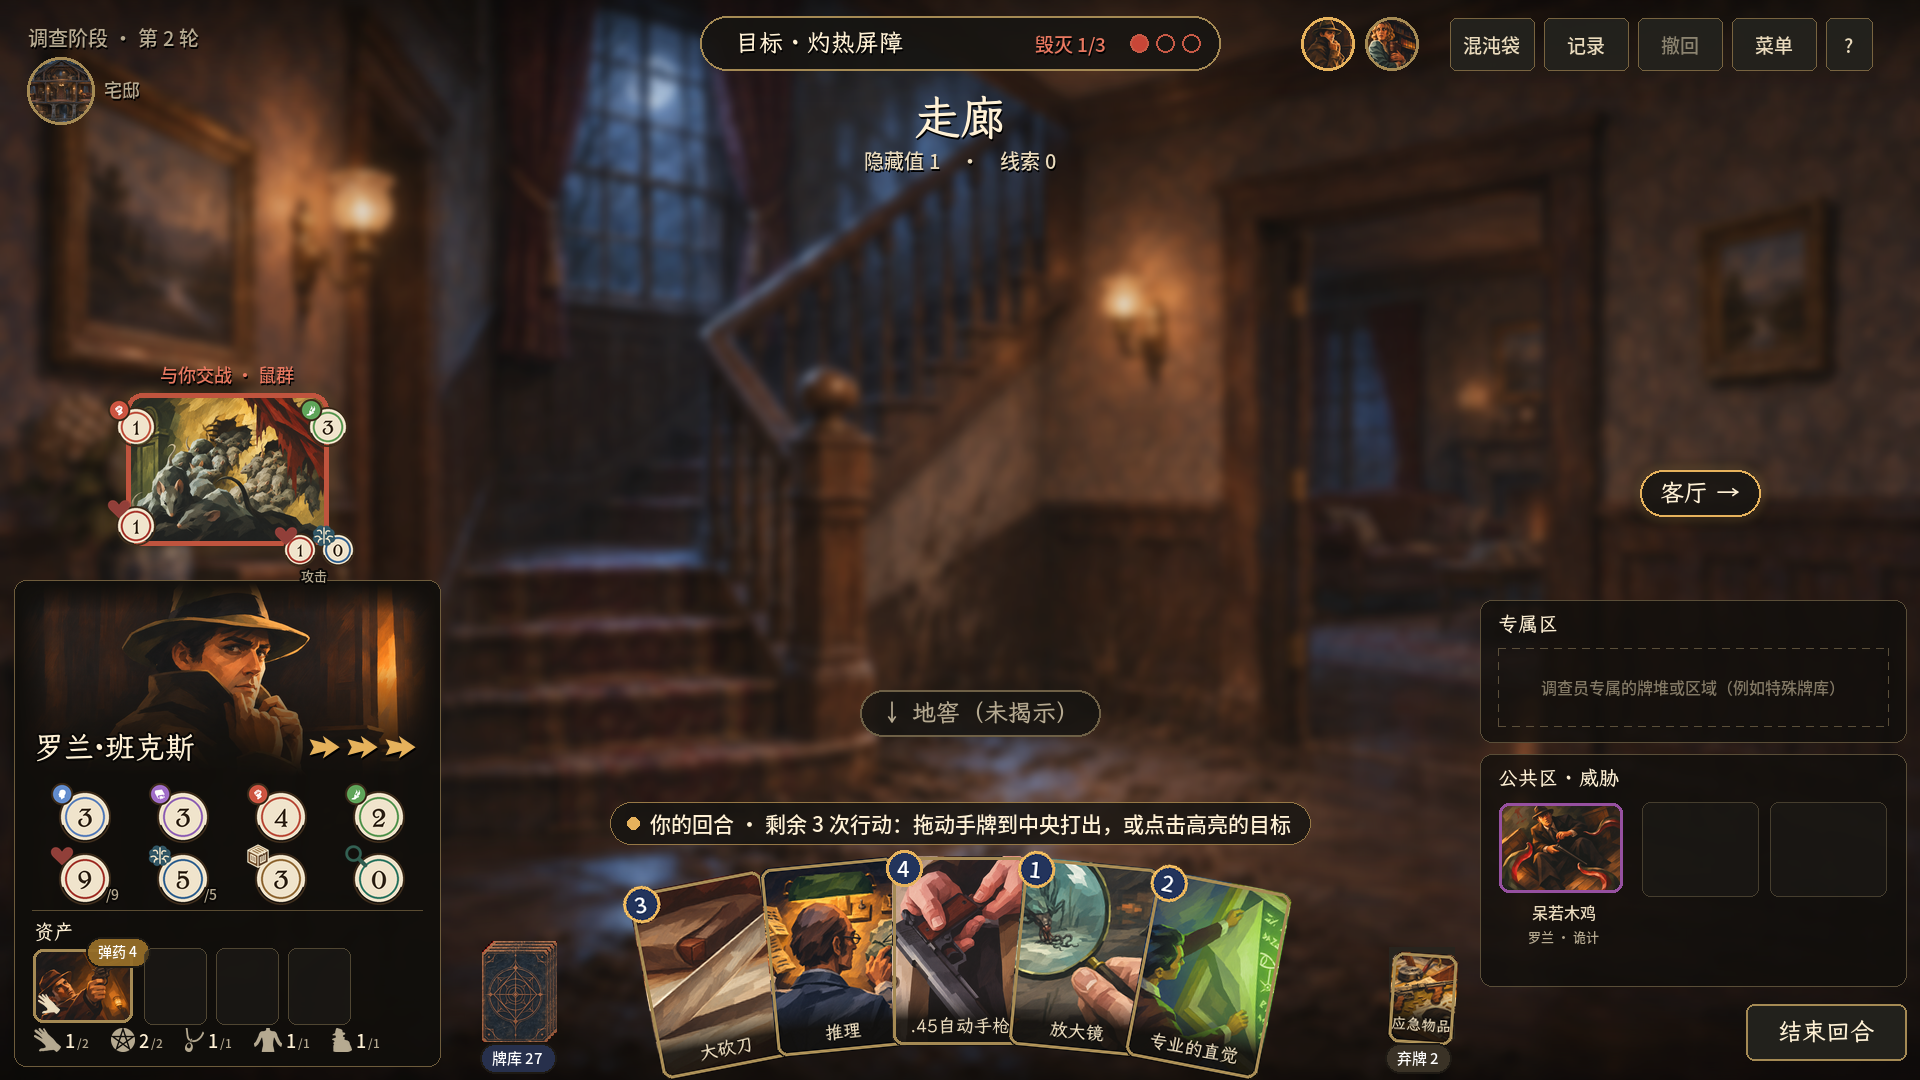 调查阶段 · 第 2 轮
宅邸
目标·灼热屏障
毁灭 1/3
混沌袋
记录
撤回
菜单
?
走廊
隐藏值 1 · 线索 0
与你交战 · 鼠群
1
3
1
1
0
攻击
客厅 →
↓ 地窖（未揭示）
罗兰·班克斯
3
3
4
2
9/9
5/5
3
0
资产
弹药 4
1/2
2/2
1/1
1/1
1/1
专属区
调查员专属的牌堆或区域（例如特殊牌库）
公共区·威胁
呆若木鸡
罗兰 · 诡计
你的回合 · 剩余 3 次行动：拖动手牌到中央打出，或点击高亮的目标
3
大砍刀
推理
4
.45自动手枪
1
放大镜
2
专业的直觉
牌库 27
应急物品
弃牌 2
结束回合